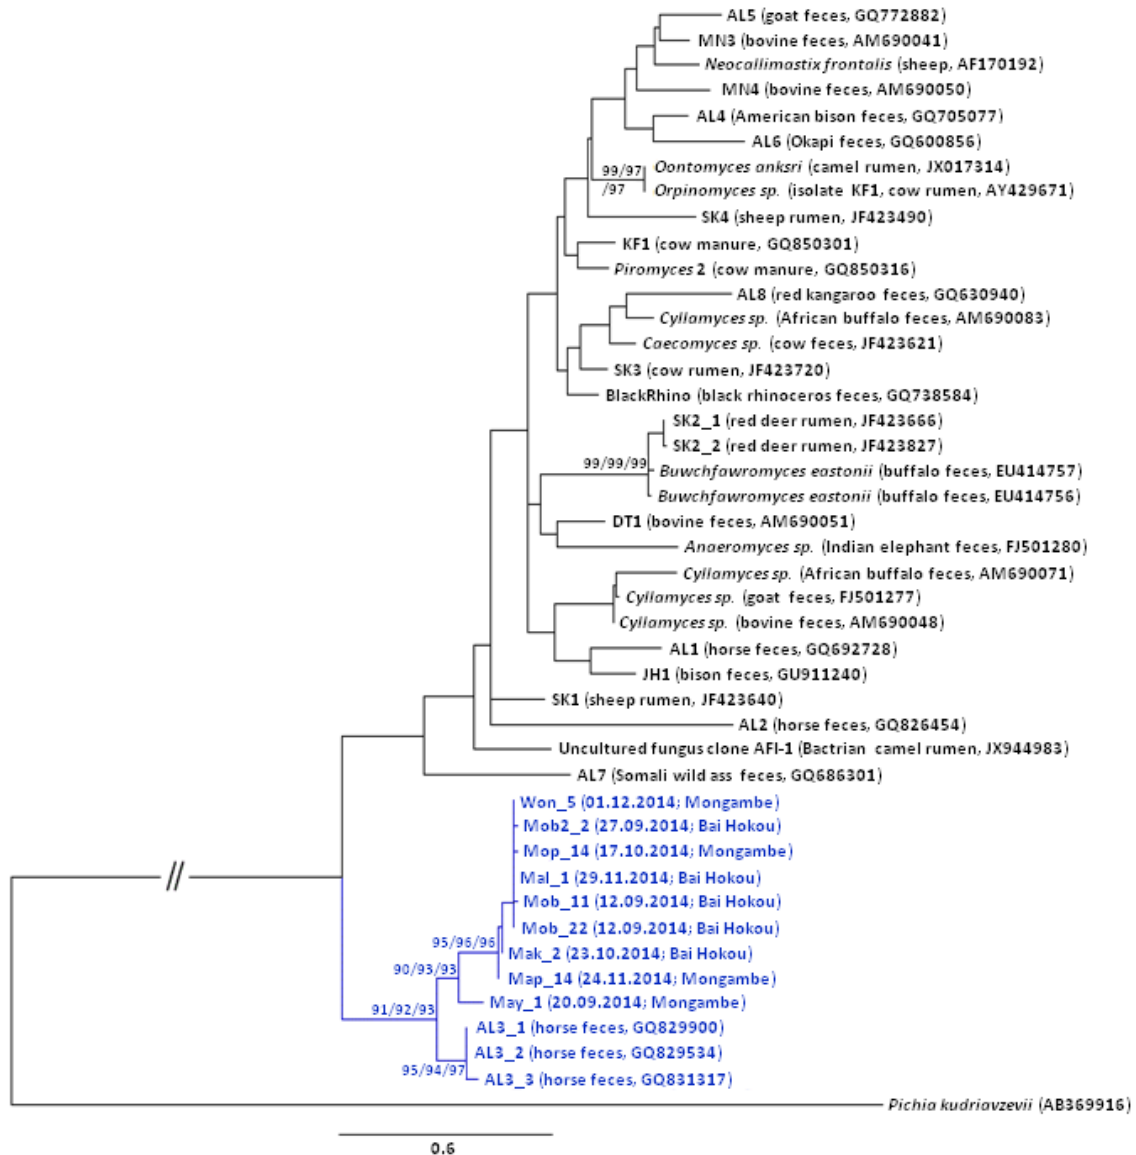 AL5 (goat feces, GQ772882)
MN3 (bovine feces, AM690041)
Neocallimastix frontalis (sheep, AF170192)
MN4 (bovine feces, AM690050)
AL4 (American bison feces, GQ705077)
AL6 (Okapi feces, GQ600856)
99/97
/97
Oontomyces anksri (camel rumen, JX017314)
Orpinomyces sp. (isolate KF1, cow rumen, AY429671)
SK4 (sheep rumen, JF423490)
KF1 (cow manure, GQ850301)
Piromyces 2 (cow manure, GQ850316)
AL8 (red kangaroo feces, GQ630940)
Cyllamyces sp. (African buffalo feces, AM690083)
Caecomyces sp. (cow feces, JF423621)
SK3 (cow rumen, JF423720)
BlackRhino (black rhinoceros feces, GQ738584)
SK2_1 (red deer rumen, JF423666)
SK2_2 (red deer rumen, JF423827)
99/99/99
Buwchfawromyces eastonii (buffalo feces, EU414757)
Buwchfawromyces eastonii (buffalo feces, EU414756)
DT1 (bovine feces, AM690051)
Anaeromyces sp. (Indian elephant feces, FJ501280)
Cyllamyces sp. (African buffalo feces, AM690071)
Cyllamyces sp. (goat feces, FJ501277)
Cyllamyces sp. (bovine feces, AM690048)
AL1 (horse feces, GQ692728)
JH1 (bison feces, GU911240)
SK1 (sheep rumen, JF423640)
AL2 (horse feces, GQ826454)
Uncultured fungus clone AFI-1 (Bactrian camel rumen, JX944983)
AL7 (Somali wild ass feces, GQ686301)
Won_5 (01.12.2014; Mongambe)
Mob2_2 (27.09.2014; Bai Hokou)
Mop_14 (17.10.2014; Mongambe)
Mal_1 (29.11.2014; Bai Hokou)
//
Mob_11 (12.09.2014; Bai Hokou)
Mob_22 (12.09.2014; Bai Hokou)
95/96/96
Mak_2 (23.10.2014; Bai Hokou)
90/93/93
Map_14 (24.11.2014; Mongambe)
May_1 (20.09.2014; Mongambe)
91/92/93
AL3_1 (horse feces, GQ829900)
AL3_2 (horse feces, GQ829534)
95/94/97
AL3_3 (horse feces, GQ831317)
Pichia kudriavzevii (AB369916)
0.6